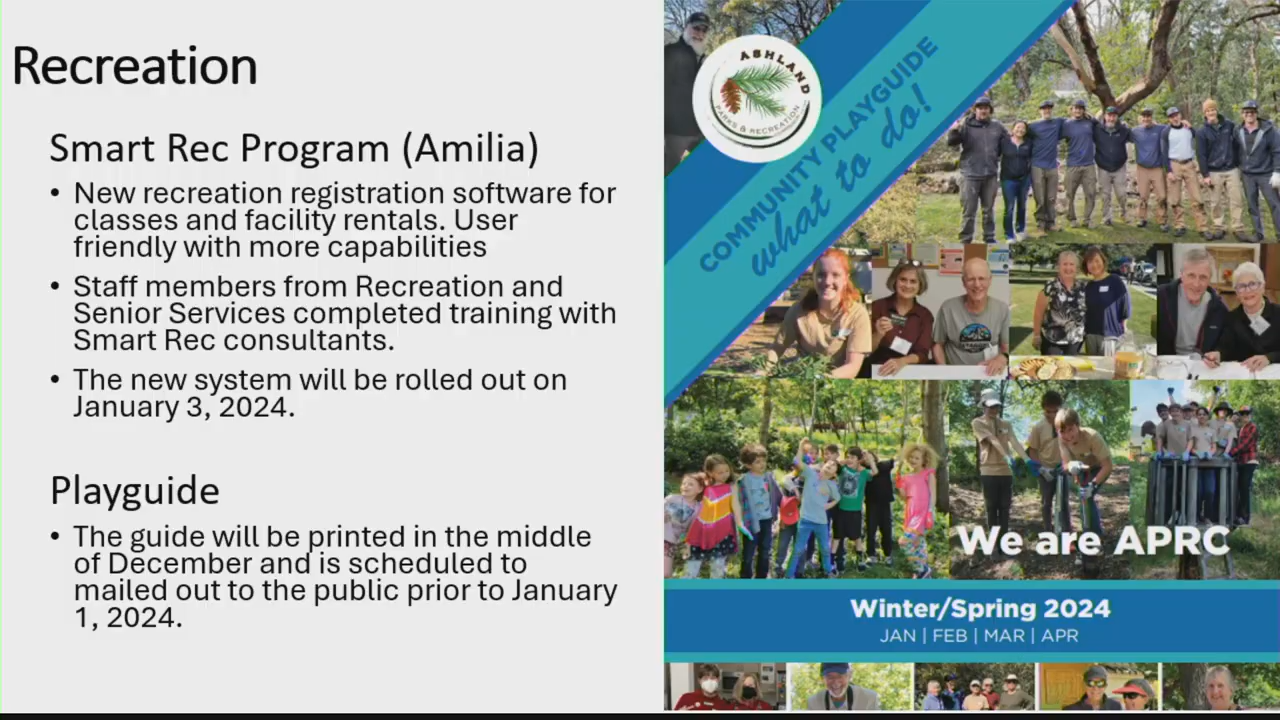 Recreation
Smart Rec Program (Amilia)
• New recreation registration software for
classes and facility rentals. User
friendly with more capabilities
• Staff members from Recreation and
Senior Services completed training with
Smart Rec consultants.
• The new system will be rolled out on
January 3, 2024.
Playguide
• The guide will be printed in the middle
of December and is scheduled to
mailed out to the public prior to January
1, 2024.
ASHLAND
PARKS & RECREATION
COMMUNITY PLAYGUIDE
what to do!
We are APRC
Winter/Spring 2024
JAN | FEB | MAR | APR